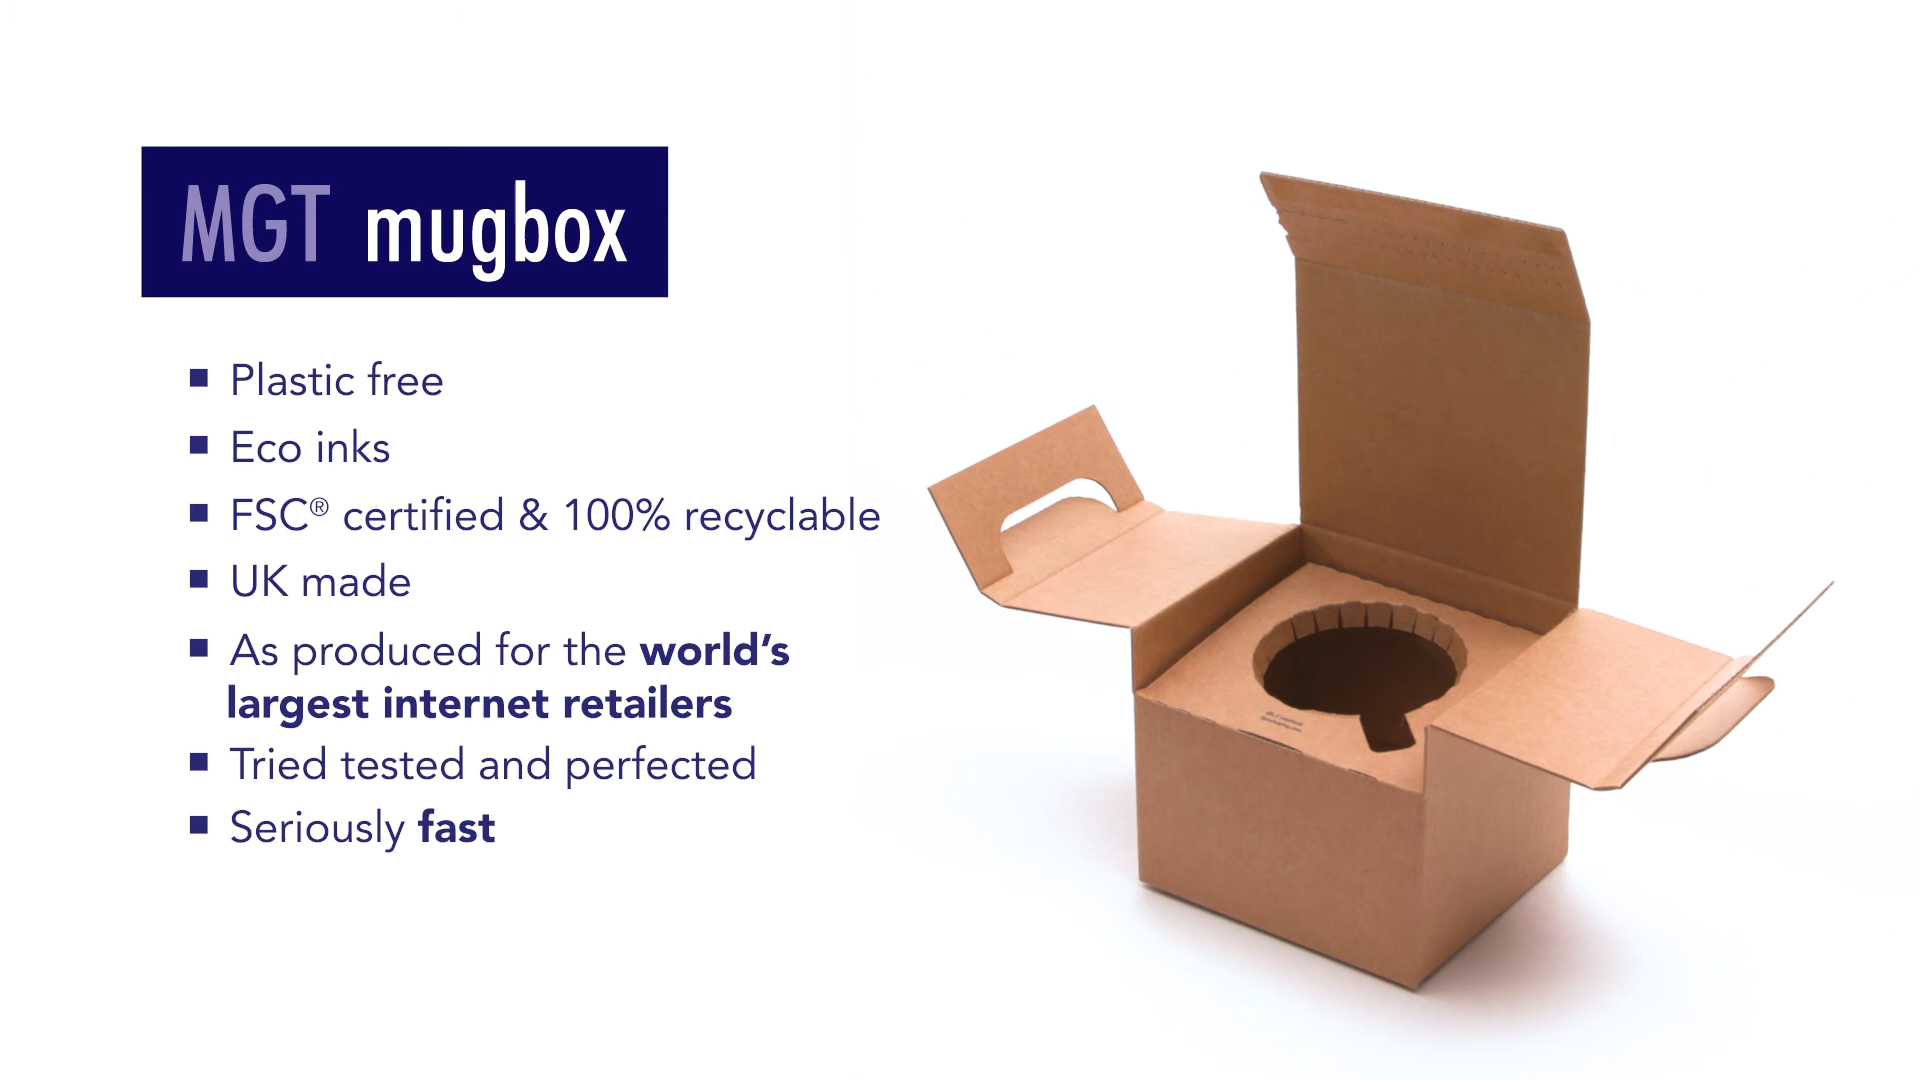 MGT mugbox
Plastic free
Eco inks
FSC® certified & 100% recyclable
UK made
As produced for the world’s
largest internet retailers
Tried tested and perfected
Seriously fast